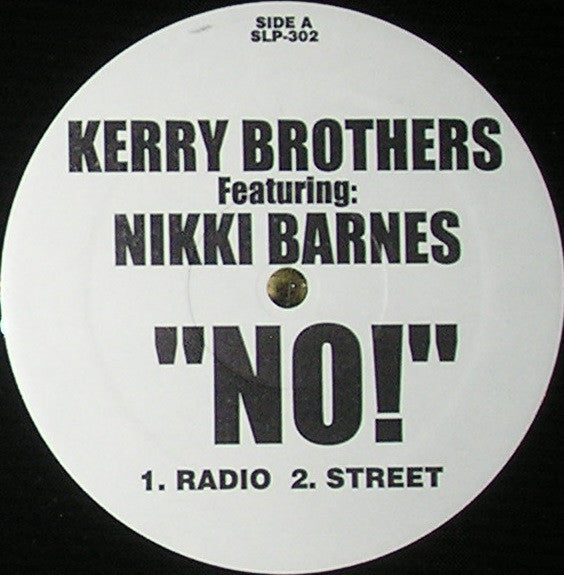 SIDE A
SLP-302
KERRY BROTHERS
Featuring:
NIKKI BARNES
"NO!"
1. RADIO 2. STREET